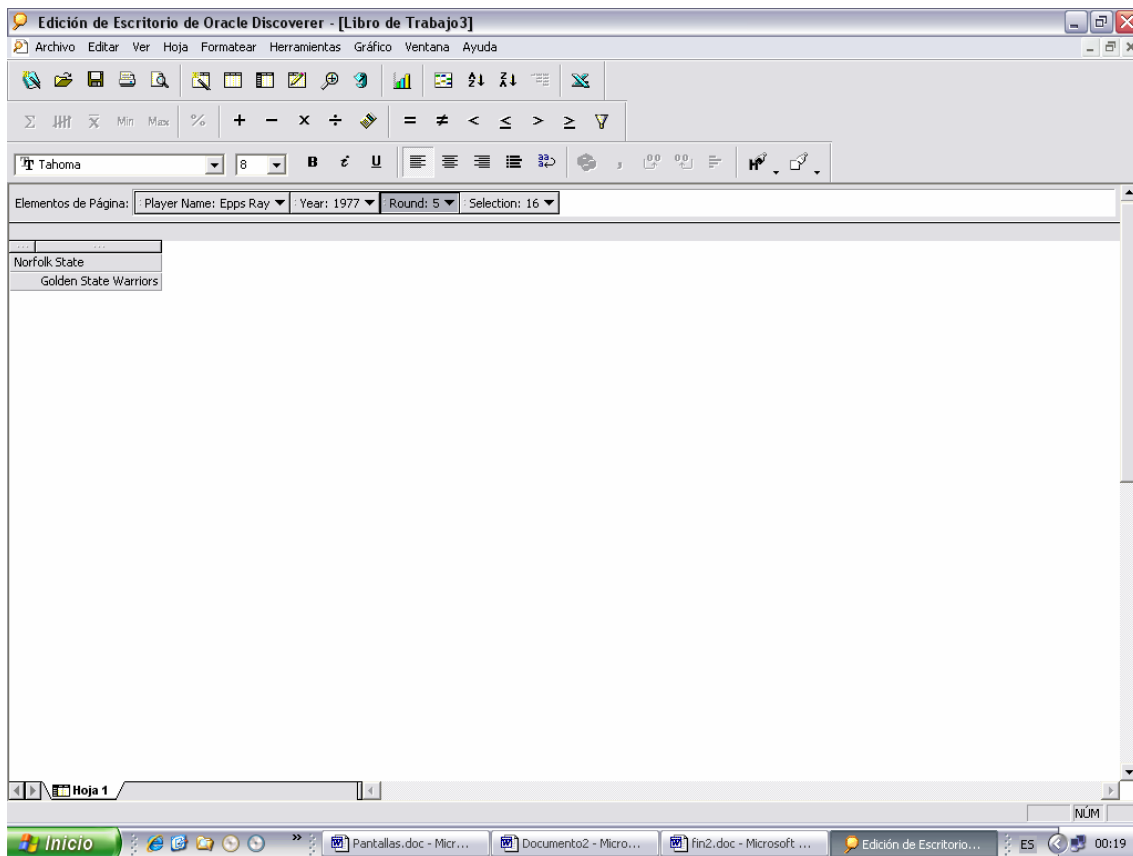 Edición de Escritorio de Oracle Discoverer - [Libro de Trabajo3]
Archivo Editar Ver Hoja Formatear Herramientas Gráfico Ventana Ayuda
Σ X Min Max % + − × ÷ = ≠ < ≤ > ≥
Tahoma 8 B i U
Elementos de Página: Player Name: Epps Ray Year: 1977 Round: 5 Selection: 16
... ...
Norfolk State
Golden State Warriors
Hoja 1
NÚM
Inicio » Pantallas.doc - Micr... Documento2 - Micro... fin2.doc - Microsoft ... Edición de Escritorio... ES 00:19